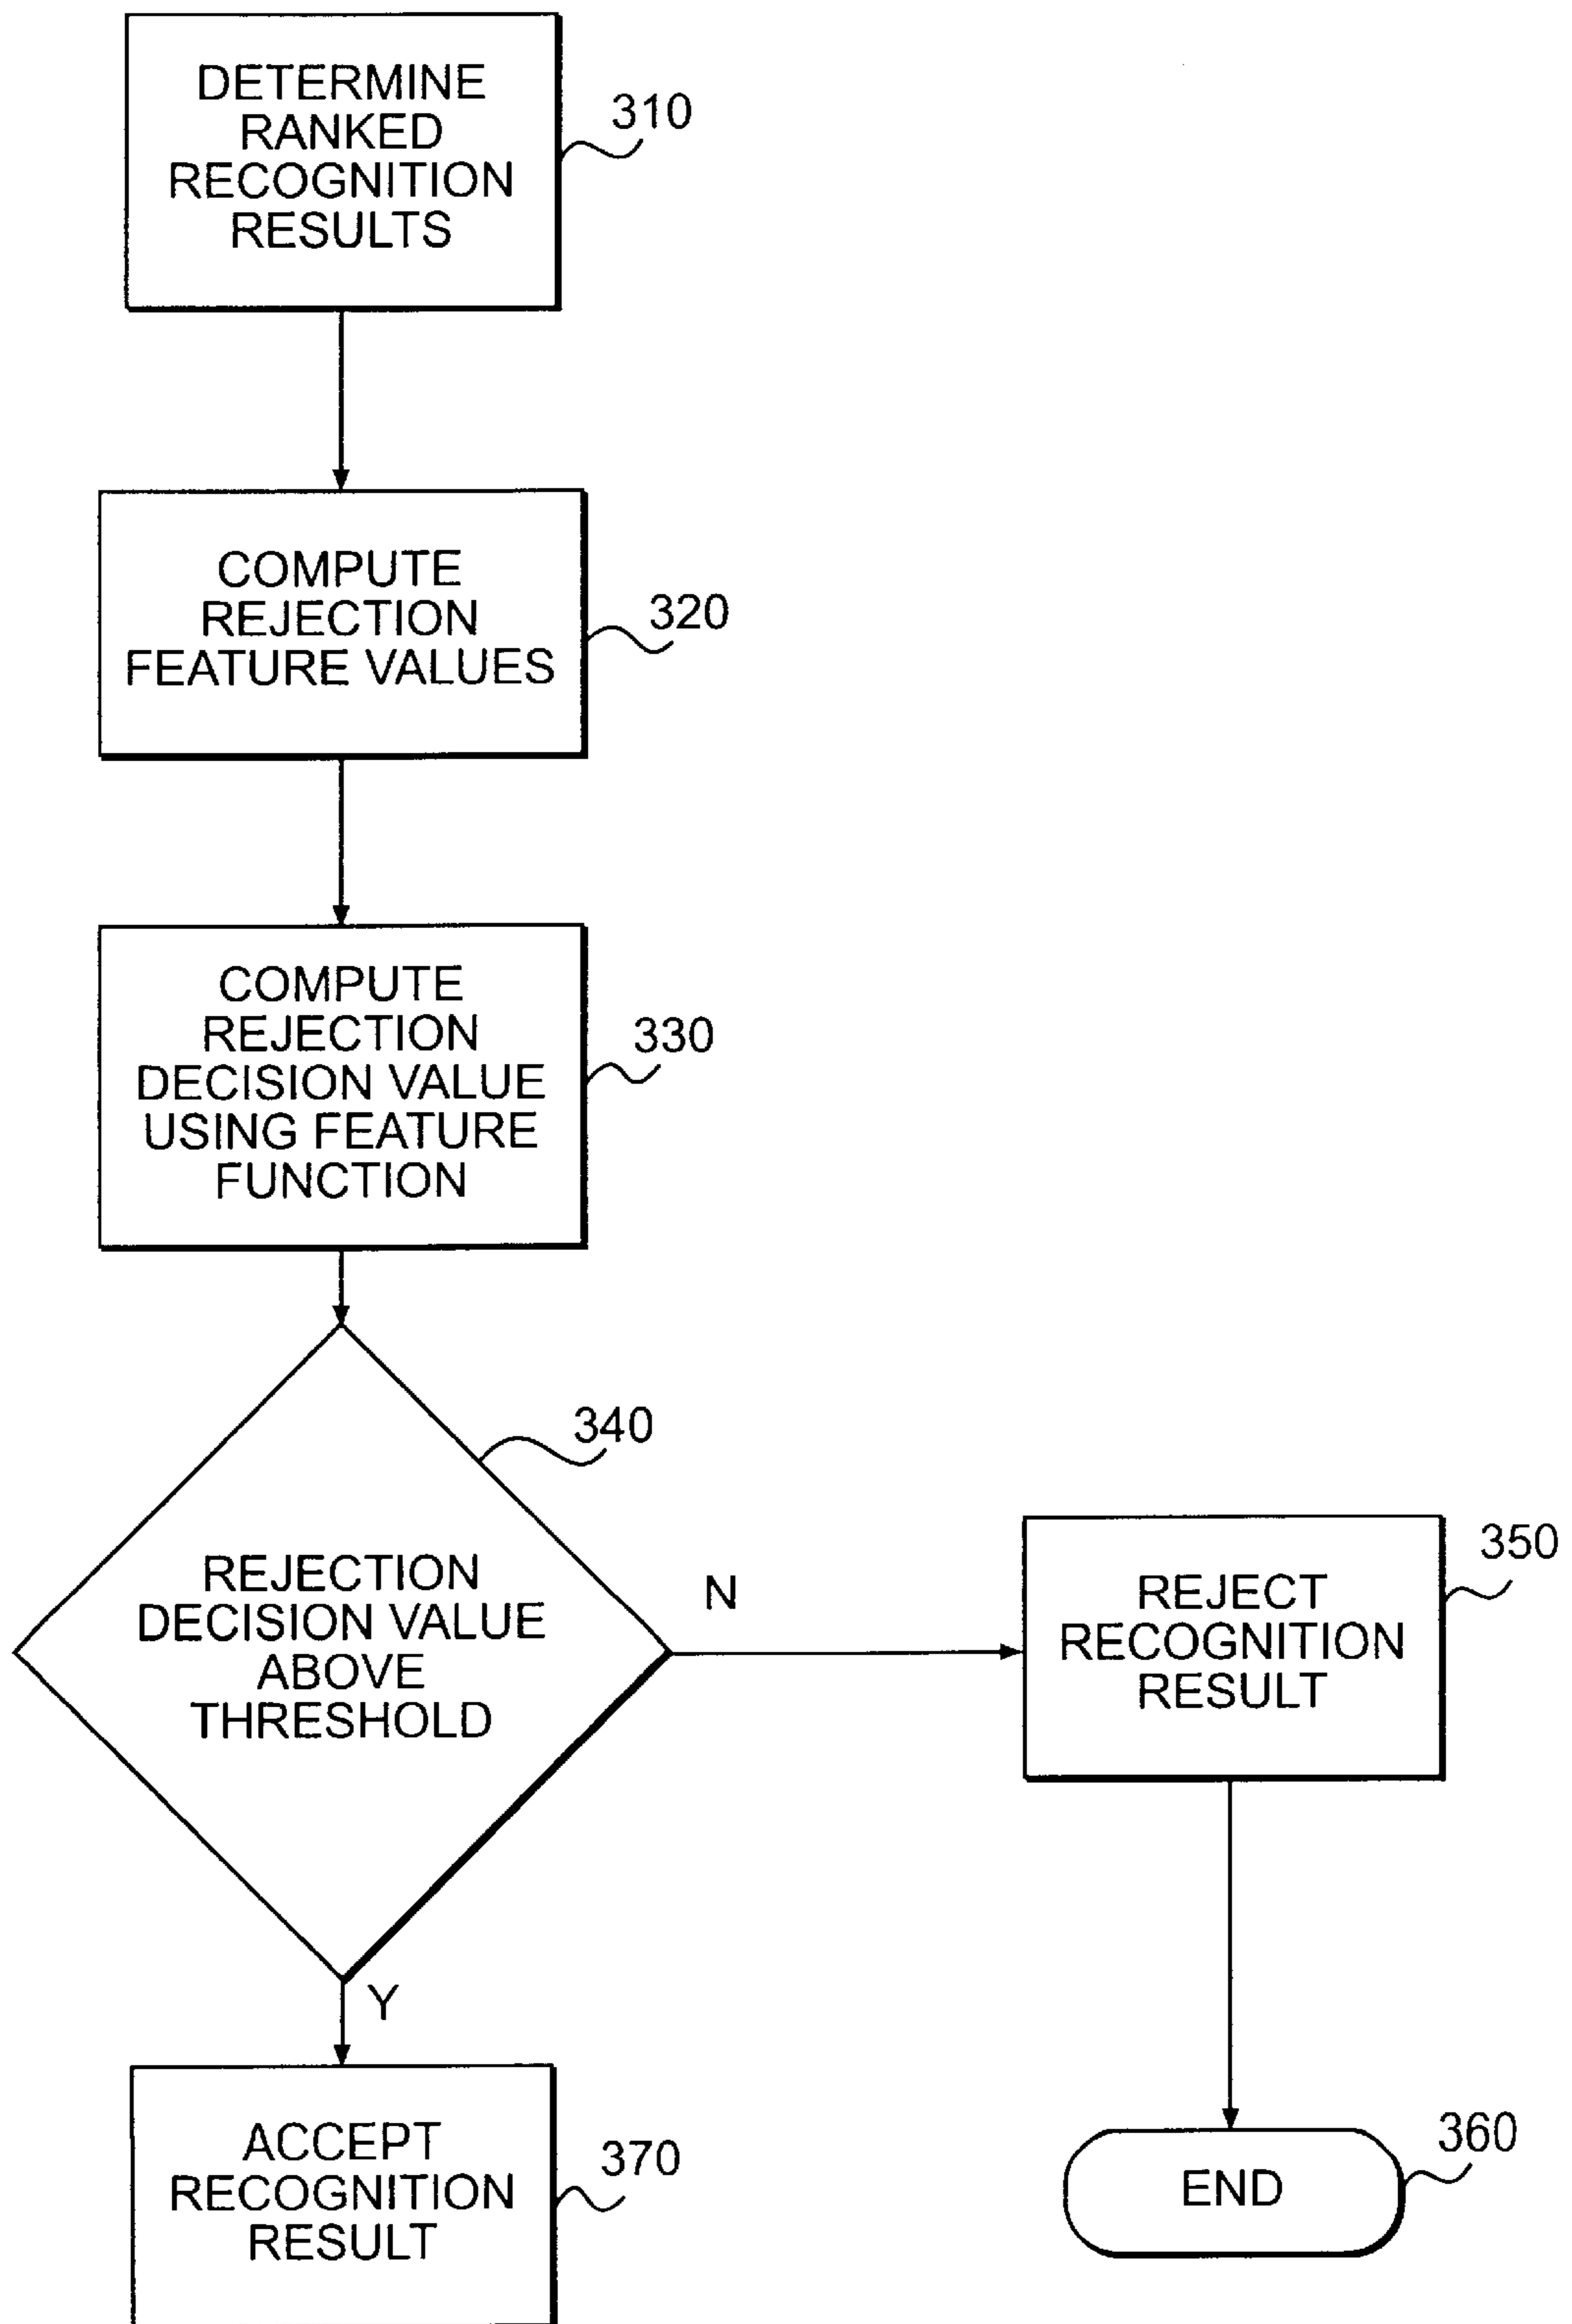 DETERMINE
RANKED
RECOGNITION
RESULTS
310
COMPUTE
REJECTION
FEATURE VALUES
320
COMPUTE
REJECTION
DECISION VALUE
USING FEATURE
FUNCTION
330
340
REJECTION
DECISION VALUE
ABOVE
THRESHOLD
N
REJECT
RECOGNITION
RESULT
350
Y
ACCEPT
RECOGNITION
RESULT
370
END
360